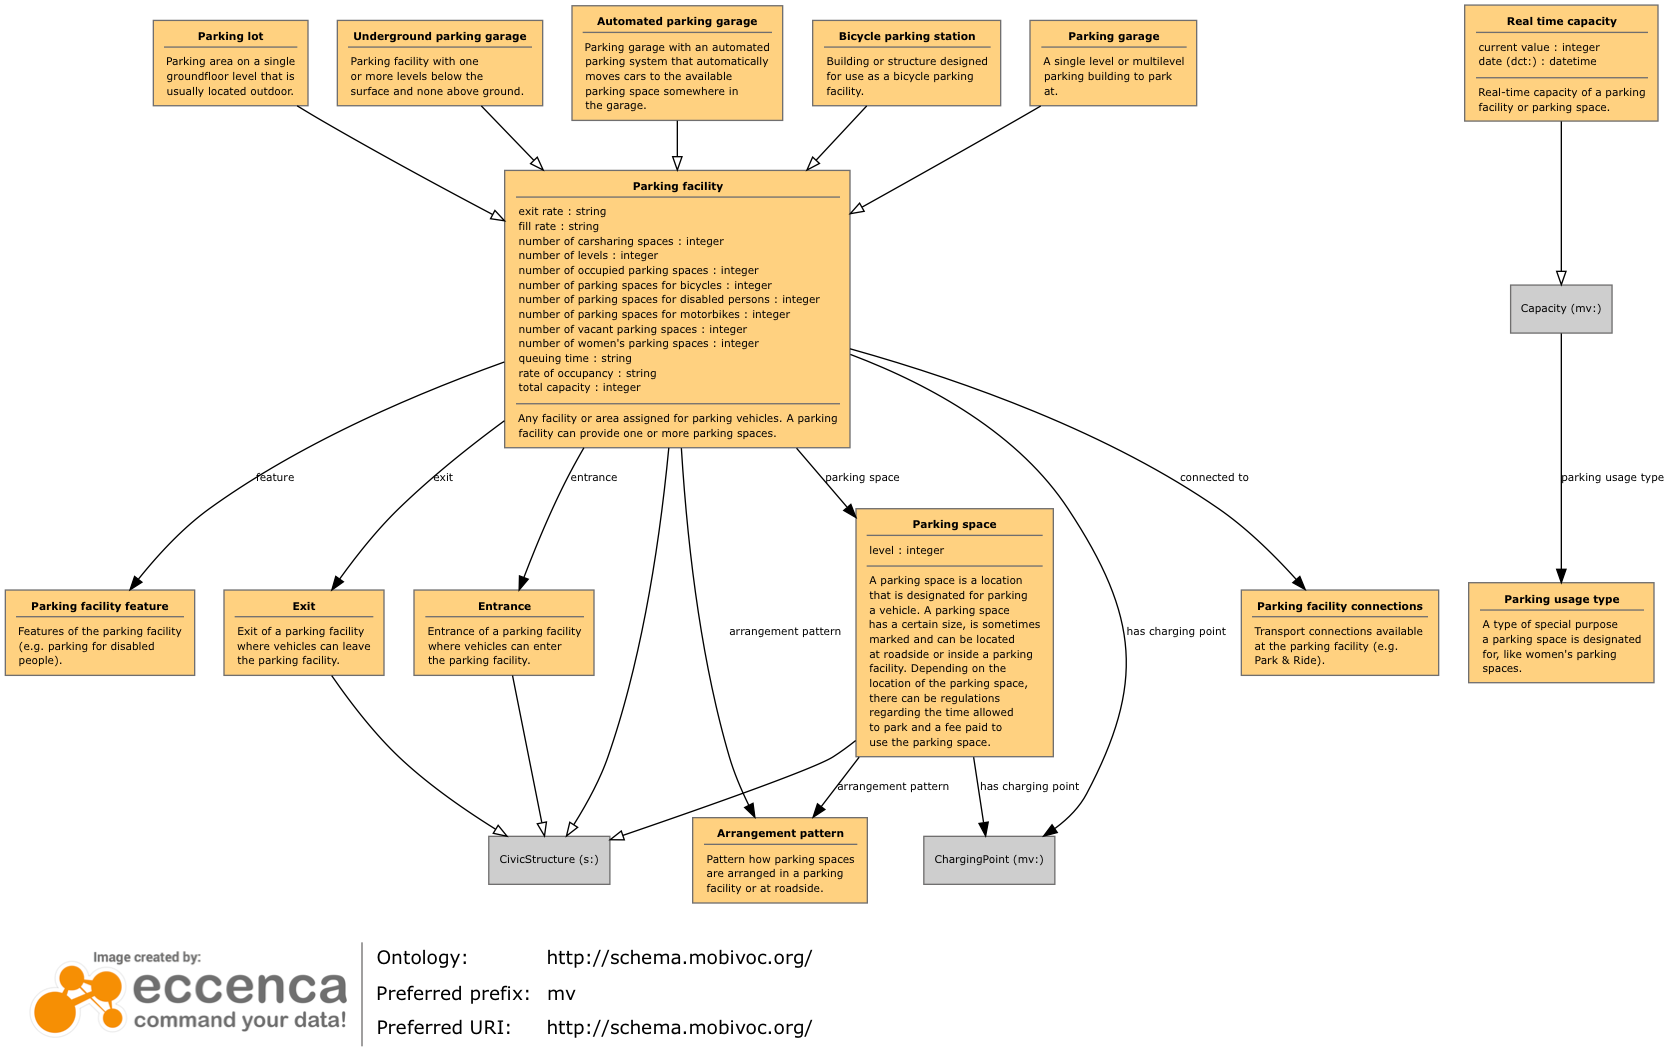 Parking lot
Parking area on a single
groundfloor level that is
usually located outdoor.
Underground parking garage
Parking facility with one
or more levels below the
surface and none above ground.
Automated parking garage
Parking garage with an automated
parking system that automatically
moves cars to the available
parking space somewhere in
the garage.
Bicycle parking station
Building or structure designed
for use as a bicycle parking
facility.
Parking garage
A single level or multilevel
parking building to park
at.
Real time capacity
current value : integer
date (dct:) : datetime
Real-time capacity of a parking
facility or parking space.
Parking facility
exit rate : string
fill rate : string
number of carsharing spaces : integer
number of levels : integer
number of occupied parking spaces : integer
number of parking spaces for bicycles : integer
number of parking spaces for disabled persons : integer
number of parking spaces for motorbikes : integer
number of vacant parking spaces : integer
number of women's parking spaces : integer
queuing time : string
rate of occupancy : string
total capacity : integer
Any facility or area assigned for parking vehicles. A parking
facility can provide one or more parking spaces.
Capacity (mv:)
feature
exit
entrance
parking space
connected to
parking usage type
Parking space
level : integer
A parking space is a location
that is designated for parking
a vehicle. A parking space
has a certain size, is sometimes
marked and can be located
at roadside or inside a parking
facility. Depending on the
location of the parking space,
there can be regulations
regarding the time allowed
to park and a fee paid to
use the parking space.
Parking facility feature
Features of the parking facility
(e.g. parking for disabled
people).
Exit
Exit of a parking facility
where vehicles can leave
the parking facility.
Entrance
Entrance of a parking facility
where vehicles can enter
the parking facility.
arrangement pattern
has charging point
Parking facility connections
Transport connections available
at the parking facility (e.g.
Park & Ride).
Parking usage type
A type of special purpose
a parking space is designated
for, like women's parking
spaces.
arrangement pattern
has charging point
CivicStructure (s:)
Arrangement pattern
Pattern how parking spaces
are arranged in a parking
facility or at roadside.
ChargingPoint (mv:)
Image created by:
eccenca
command your data!
Ontology: http://schema.mobivoc.org/
Preferred prefix: mv
Preferred URI: http://schema.mobivoc.org/